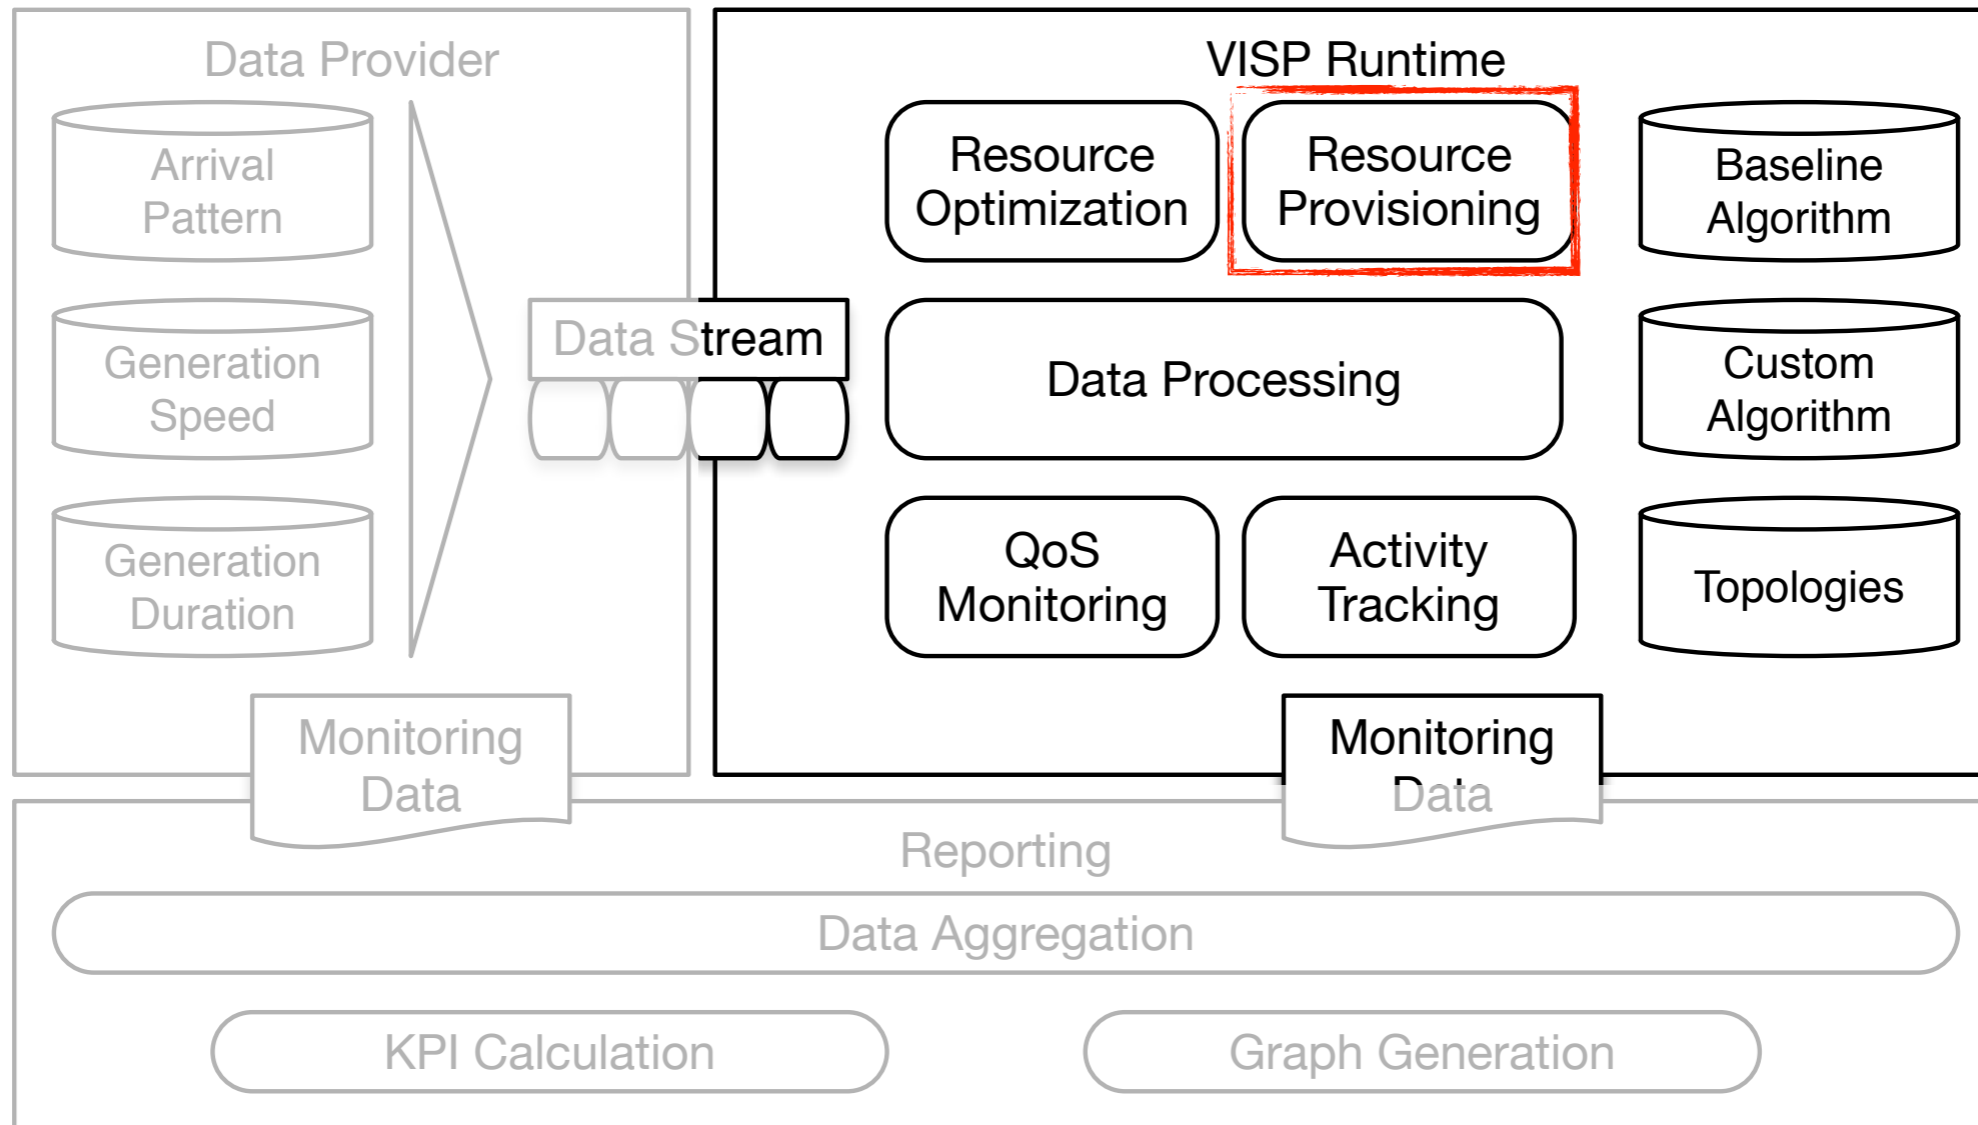 Data Provider
Arrival
Pattern
Generation
Speed
Generation
Duration
Data Stream
VISP Runtime
Resource
Optimization
Resource
Provisioning
Baseline
Algorithm
Data Processing
Custom
Algorithm
QoS
Monitoring
Activity
Tracking
Topologies
Monitoring
Data
Monitoring
Data
Reporting
Data Aggregation
KPI Calculation
Graph Generation